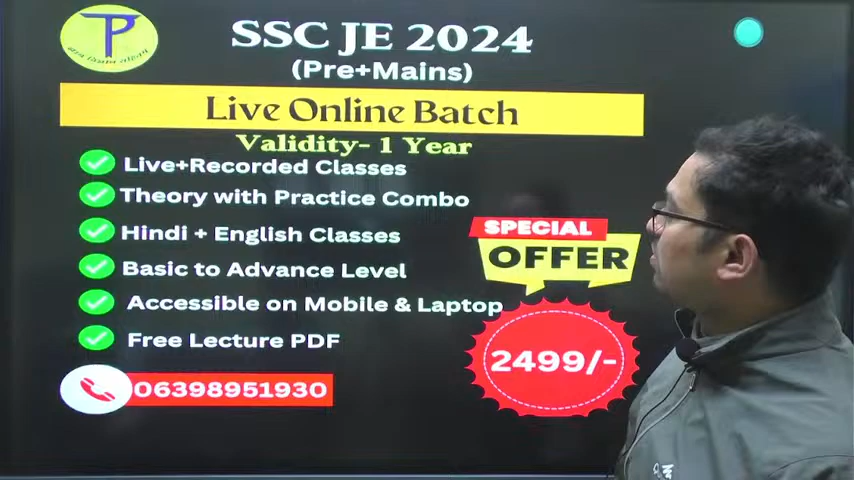 TP
SSC JE 2024
(Pre+Mains)
Live Online Batch
Validity- 1 Year
Live+Recorded Classes
Theory with Practice Combo
Hindi + English Classes
Basic to Advance Level
Accessible on Mobile & Laptop
Free Lecture PDF
SPECIAL
OFFER
2499/-
06398951930